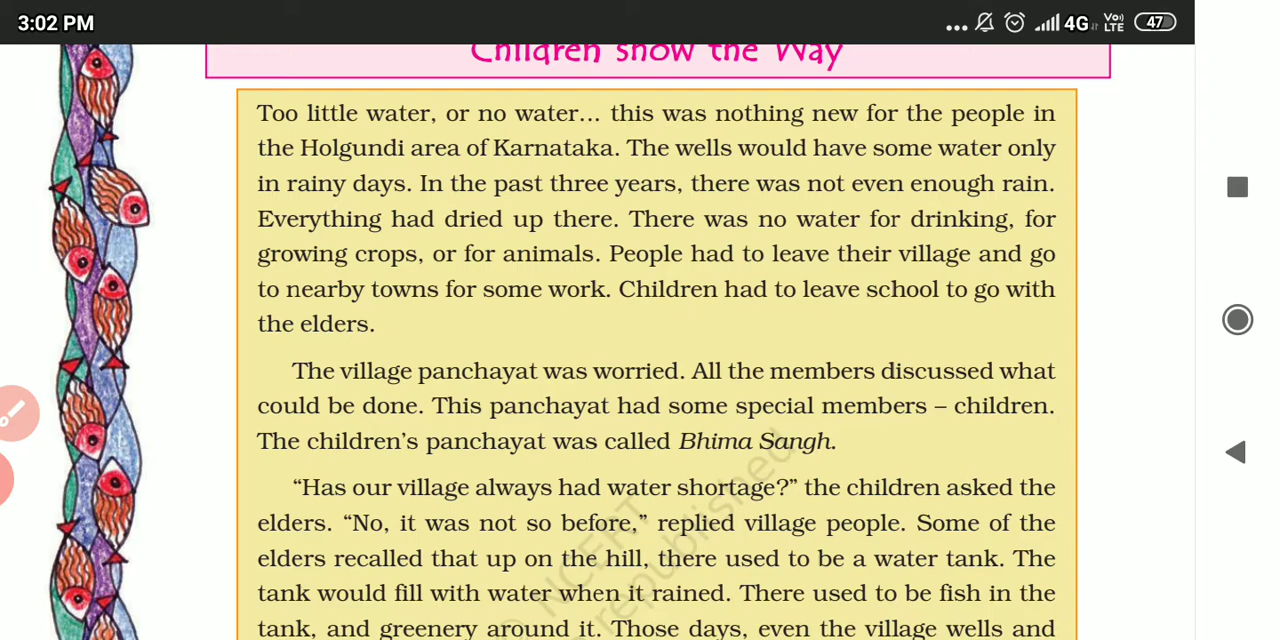 3:02 PM
4G
Vo)
LTE
47
Children show the Way
Too little water, or no water... this was nothing new for the people in
the Holgundi area of Karnataka. The wells would have some water only
in rainy days. In the past three years, there was not even enough rain.
Everything had dried up there. There was no water for drinking, for
growing crops, or for animals. People had to leave their village and go
to nearby towns for some work. Children had to leave school to go with
the elders.
The village panchayat was worried. All the members discussed what
could be done. This panchayat had some special members – children.
The children’s panchayat was called Bhima Sangh.
“Has our village always had water shortage?” the children asked the
elders. “No, it was not so before,” replied village people. Some of the
elders recalled that up on the hill, there used to be a water tank. The
tank would fill with water when it rained. There used to be fish in the
tank, and greenery around it. Those days, even the village wells and
© NCERT
republished